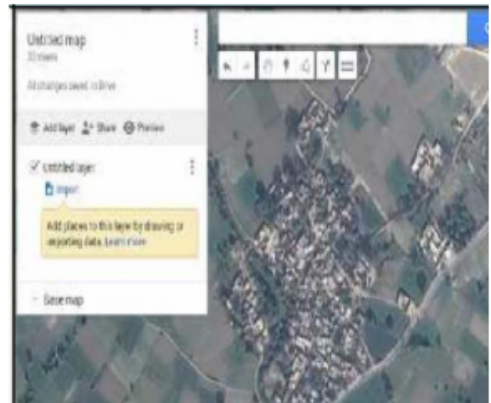 Untitled map
All changes saved in Drive
Add layer Share Preview
Untitled layer
Import
Add places to this layer by drawing or
importing data. Learn more
Base map